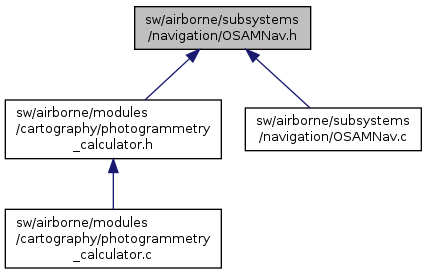 sw/airborne/subsystems
/navigation/OSAMNav.h
sw/airborne/modules
/cartography/photogrammetry
_calculator.h
sw/airborne/subsystems
/navigation/OSAMNav.c
sw/airborne/modules
/cartography/photogrammetry
_calculator.c